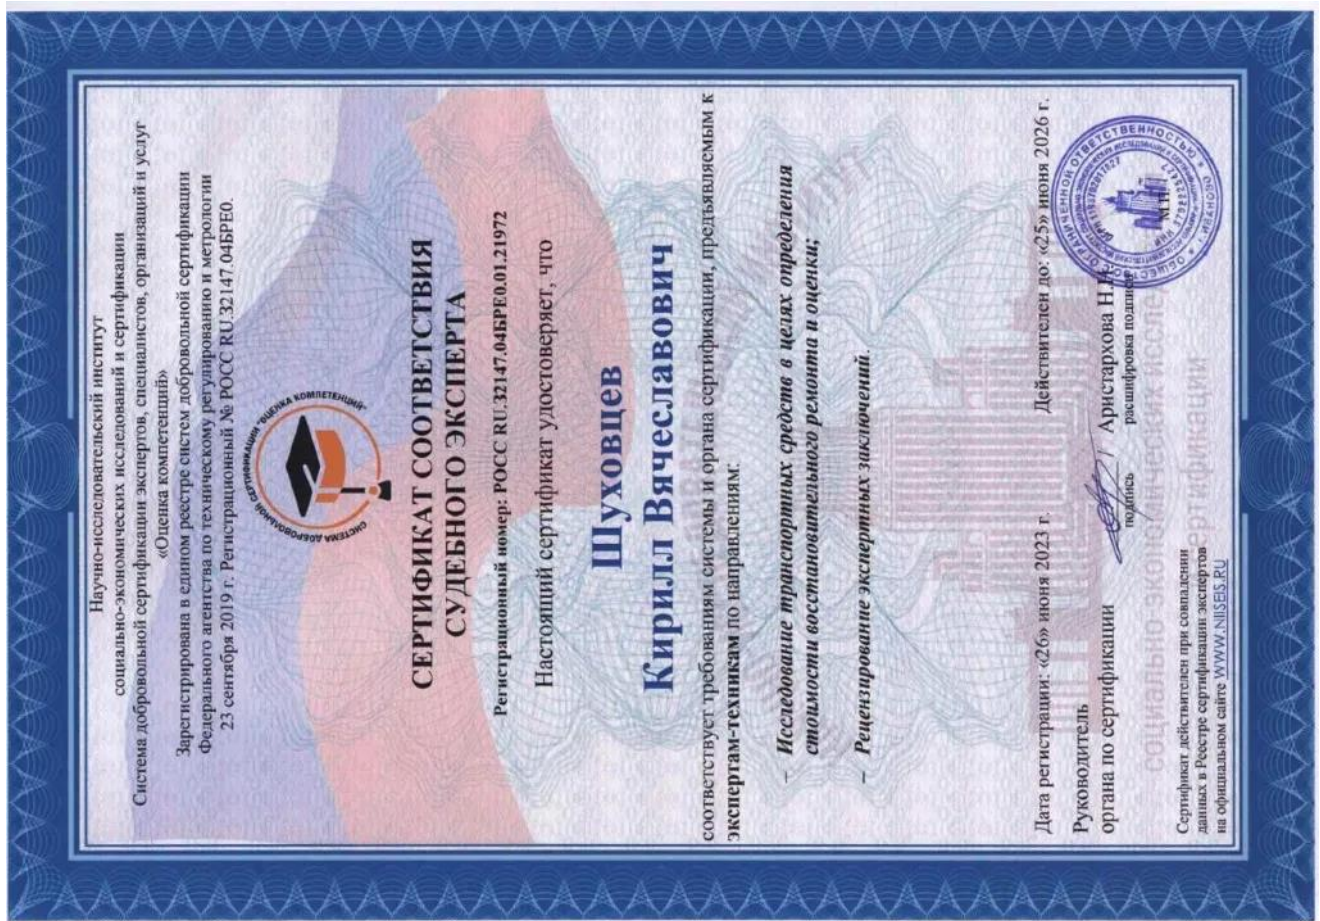 Научно-исследовательский институт
социально-экономических исследований и сертификации
Система добровольной сертификации экспертов, специалистов, организаций и услуг
«Оценка компетенций»
Зарегистрирована в едином реестре систем добровольной сертификации
Федерального агентства по техническому регулированию и метрологии
23 сентября 2019 г. Регистрационный № РОСС RU 32147.04БРЕ0.
СИСТЕМА ДОБРОВОЛЬНОЙ СЕРТИФИКАЦИИ "ОЦЕНКА КОМПЕТЕНЦИЙ"
СЕРТИФИКАТ СООТВЕТСТВИЯ
СУДЕБНОГО ЭКСПЕРТА
Регистрационный номер: РОСС RU.32147.04БРЕ0.01.21972
Настоящий сертификат удостоверяет, что
Шуховцев
Кирилл Вячеславович
соответствует требованиям системы и органа сертификации, предъявляемым к
экспертам-техникам по направлениям:
– Исследование транспортных средств в целях определения
стоимости восстановительного ремонта и оценки;
– Рецензирование экспертных заключений.
Дата регистрации: «26» июня 2023 г. Действителен до: «25» июня 2026 г.
Руководитель
органа по сертификации Аристархова Н.
подпись расшифровка подписи
М.П.
Сертификат действителен при совпадении
данных в Реестре сертификации экспертов
на официальном сайте WWW.NIISEIS.RU